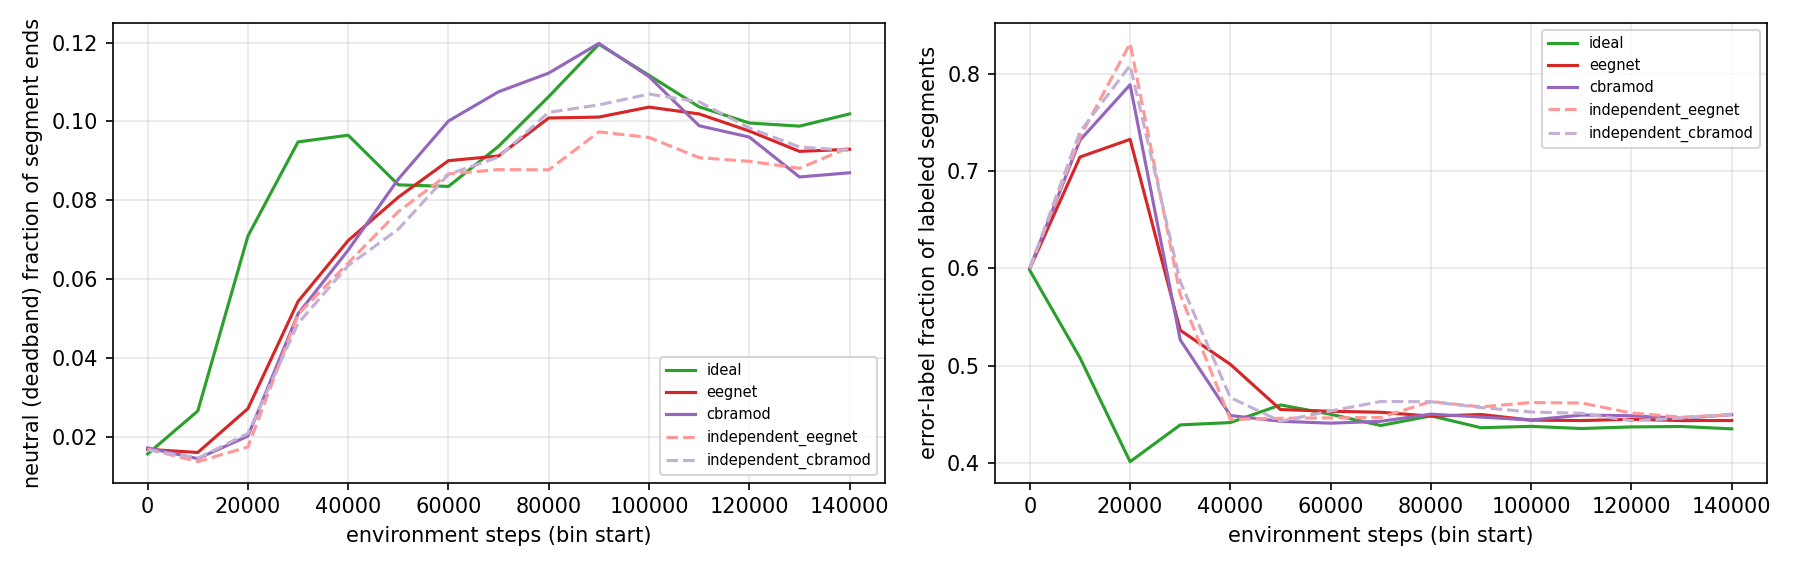 neutral (deadband) fraction of segment ends
0.12
0.10
0.08
0.06
0.04
0.02
ideal
eegnet
cbramod
independent_eegnet
independent_cbramod
0 20000 40000 60000 80000 100000 120000 140000
environment steps (bin start)
error-label fraction of labeled segments
0.8
0.7
0.6
0.5
0.4
ideal
eegnet
cbramod
independent_eegnet
independent_cbramod
0 20000 40000 60000 80000 100000 120000 140000
environment steps (bin start)